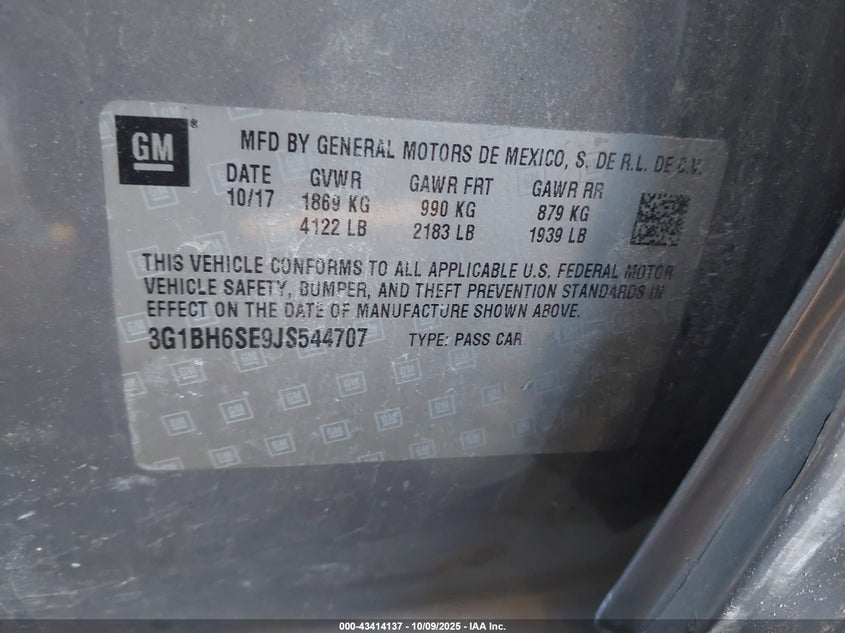 GM
MFD BY GENERAL MOTORS DE MEXICO, S. DE R.L. DE C.V.
DATE GVWR GAWR FRT GAWR RR
10/17 1869 KG 990 KG 879 KG
4122 LB 2183 LB 1939 LB
THIS VEHICLE CONFORMS TO ALL APPLICABLE U.S. FEDERAL MOTOR
VEHICLE SAFETY, BUMPER, AND THEFT PREVENTION STANDARDS IN
EFFECT ON THE DATE OF MANUFACTURE SHOWN ABOVE.
3G1BH6SE9JS544707 TYPE: PASS CAR
000-43414137 - 10/09/2025 - IAA Inc.